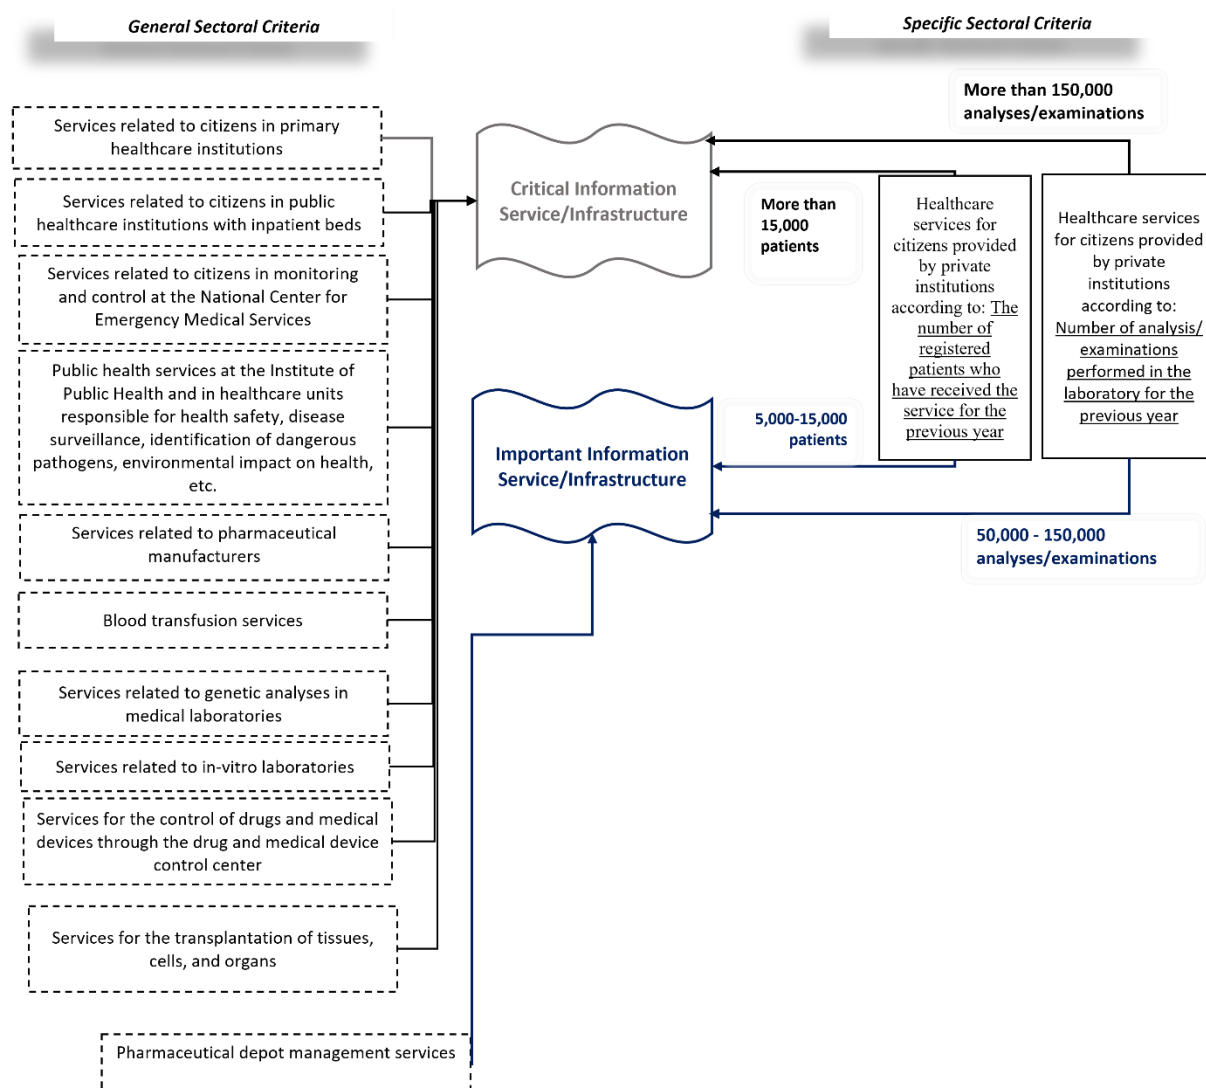 General Sectoral Criteria
Specific Sectoral Criteria
Services related to citizens in primary
healthcare institutions
Services related to citizens in public
healthcare institutions with inpatient beds
Services related to citizens in monitoring
and control at the National Center for
Emergency Medical Services
Public health services at the Institute of
Public Health and in healthcare units
responsible for health safety, disease
surveillance, identification of dangerous
pathogens, environmental impact on health,
etc.
Services related to pharmaceutical
manufacturers
Blood transfusion services
Services related to genetic analyses in
medical laboratories
Services related to in-vitro laboratories
Services for the control of drugs and medical
devices through the drug and medical device
control center
Services for the transplantation of tissues,
cells, and organs
Pharmaceutical depot management services
Critical Information
Service/Infrastructure
Important Information
Service/Infrastructure
More than 150,000
analyses/examinations
More than
15,000
patients
5,000-15,000
patients
50,000 - 150,000
analyses/examinations
Healthcare
services for
citizens provided
by private
institutions
according to: The
number of
registered
patients who
have received the
service for the
previous year
Healthcare services
for citizens provided
by private
institutions
according to:
Number of analysis/
examinations
performed in the
laboratory for the
previous year